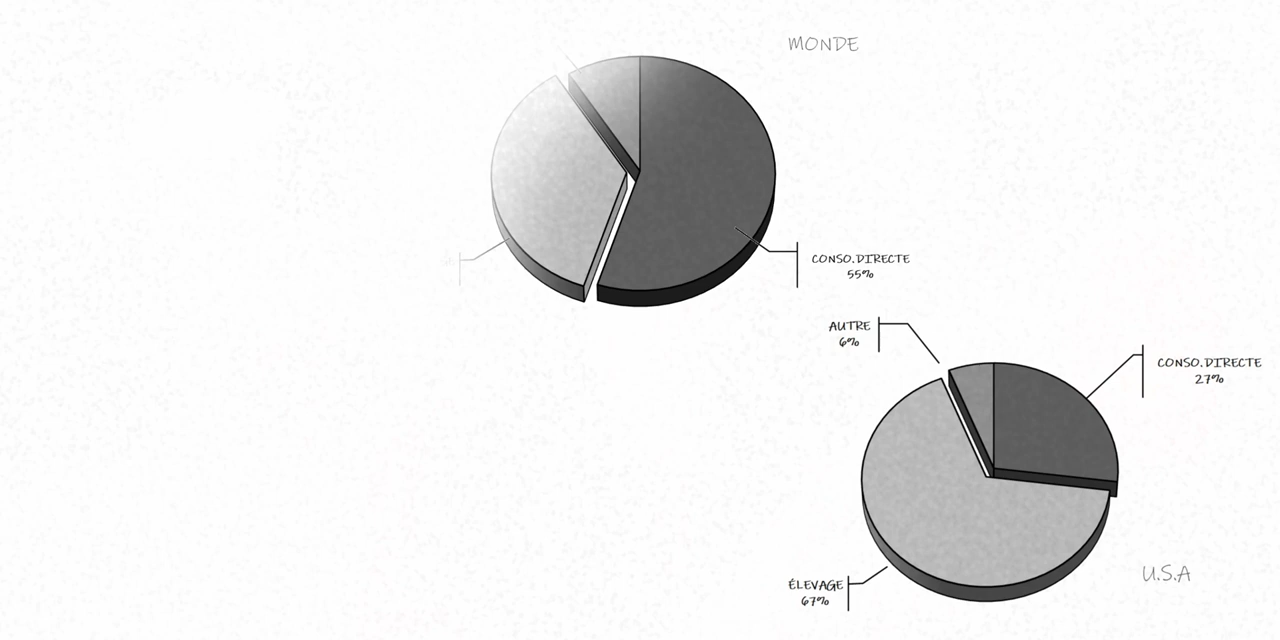 MONDE
CONSO.DIRECTE
55%
AUTRE
6%
CONSO.DIRECTE
27%
ÉLEVAGE
67%
U.S.A